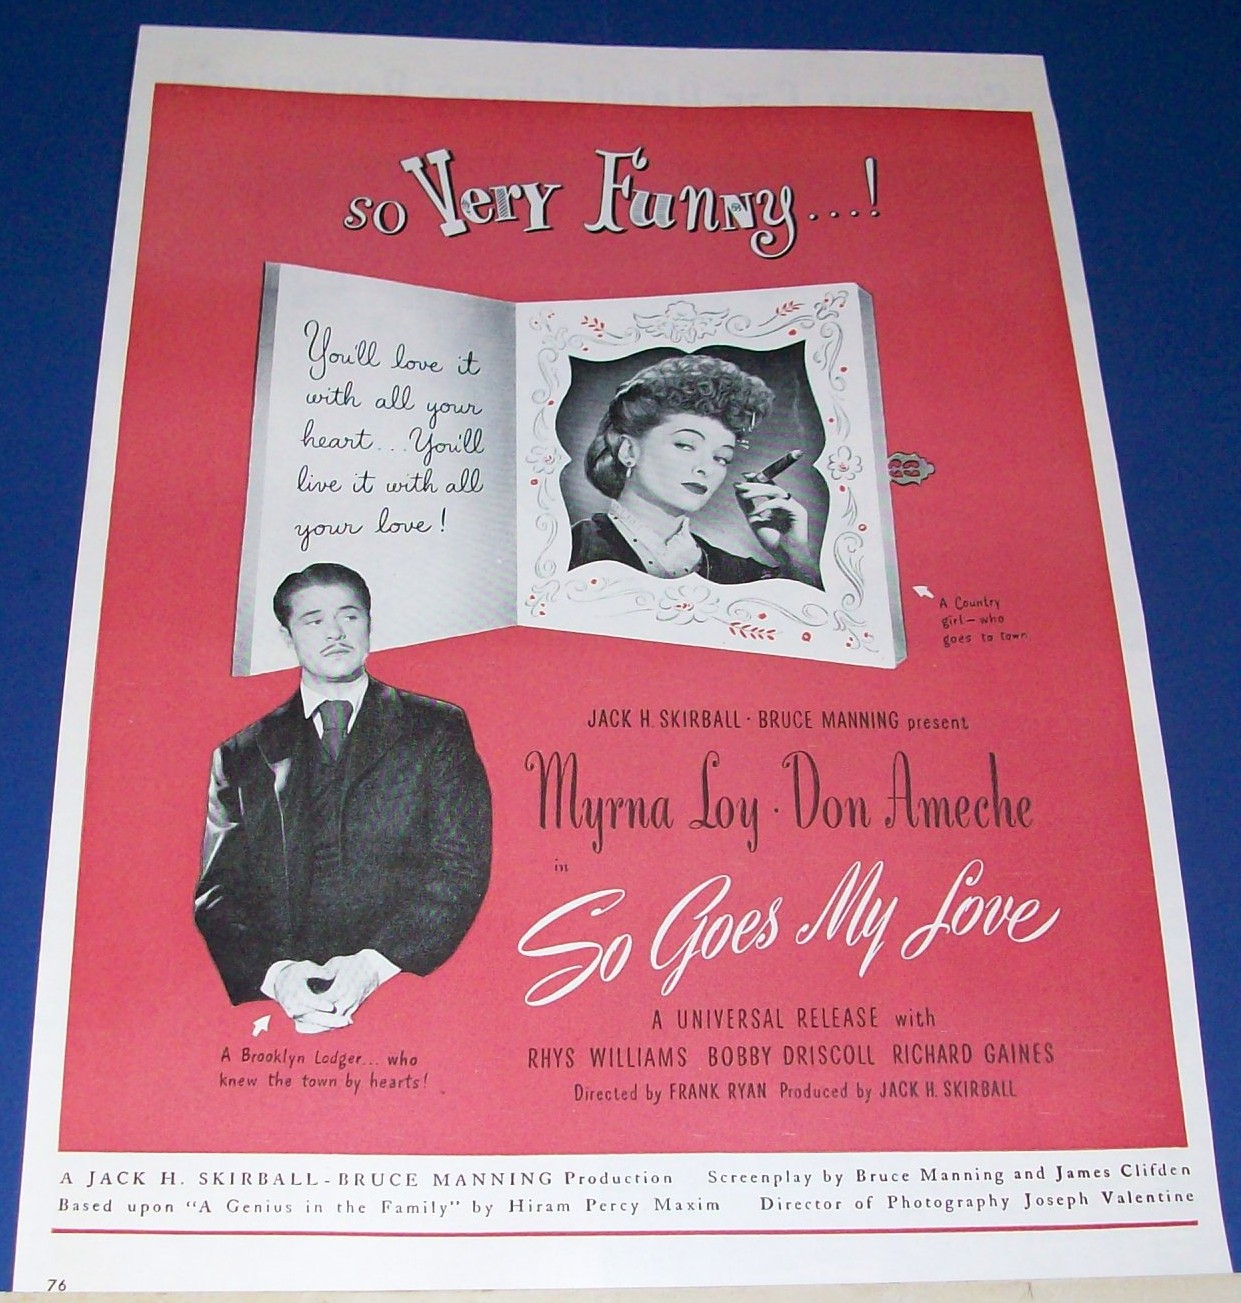 so Very Funny...!
You'll love it
with all your
heart...You'll
live it with all
your love!
A Country
girl—who
goes to town
JACK H. SKIRBALL · BRUCE MANNING present
Myrna Loy · Don Ameche
in
So Goes My Love
A UNIVERSAL RELEASE with
RHYS WILLIAMS BOBBY DRISCOLL RICHARD GAINES
Directed by FRANK RYAN Produced by JACK H. SKIRBALL
A Brooklyn Lodger... who
knew the town by hearts!
A JACK H. SKIRBALL-BRUCE MANNING Production Screenplay by Bruce Manning and James Clifden
Based upon "A Genius in the Family" by Hiram Percy Maxim Director of Photography Joseph Valentine
76